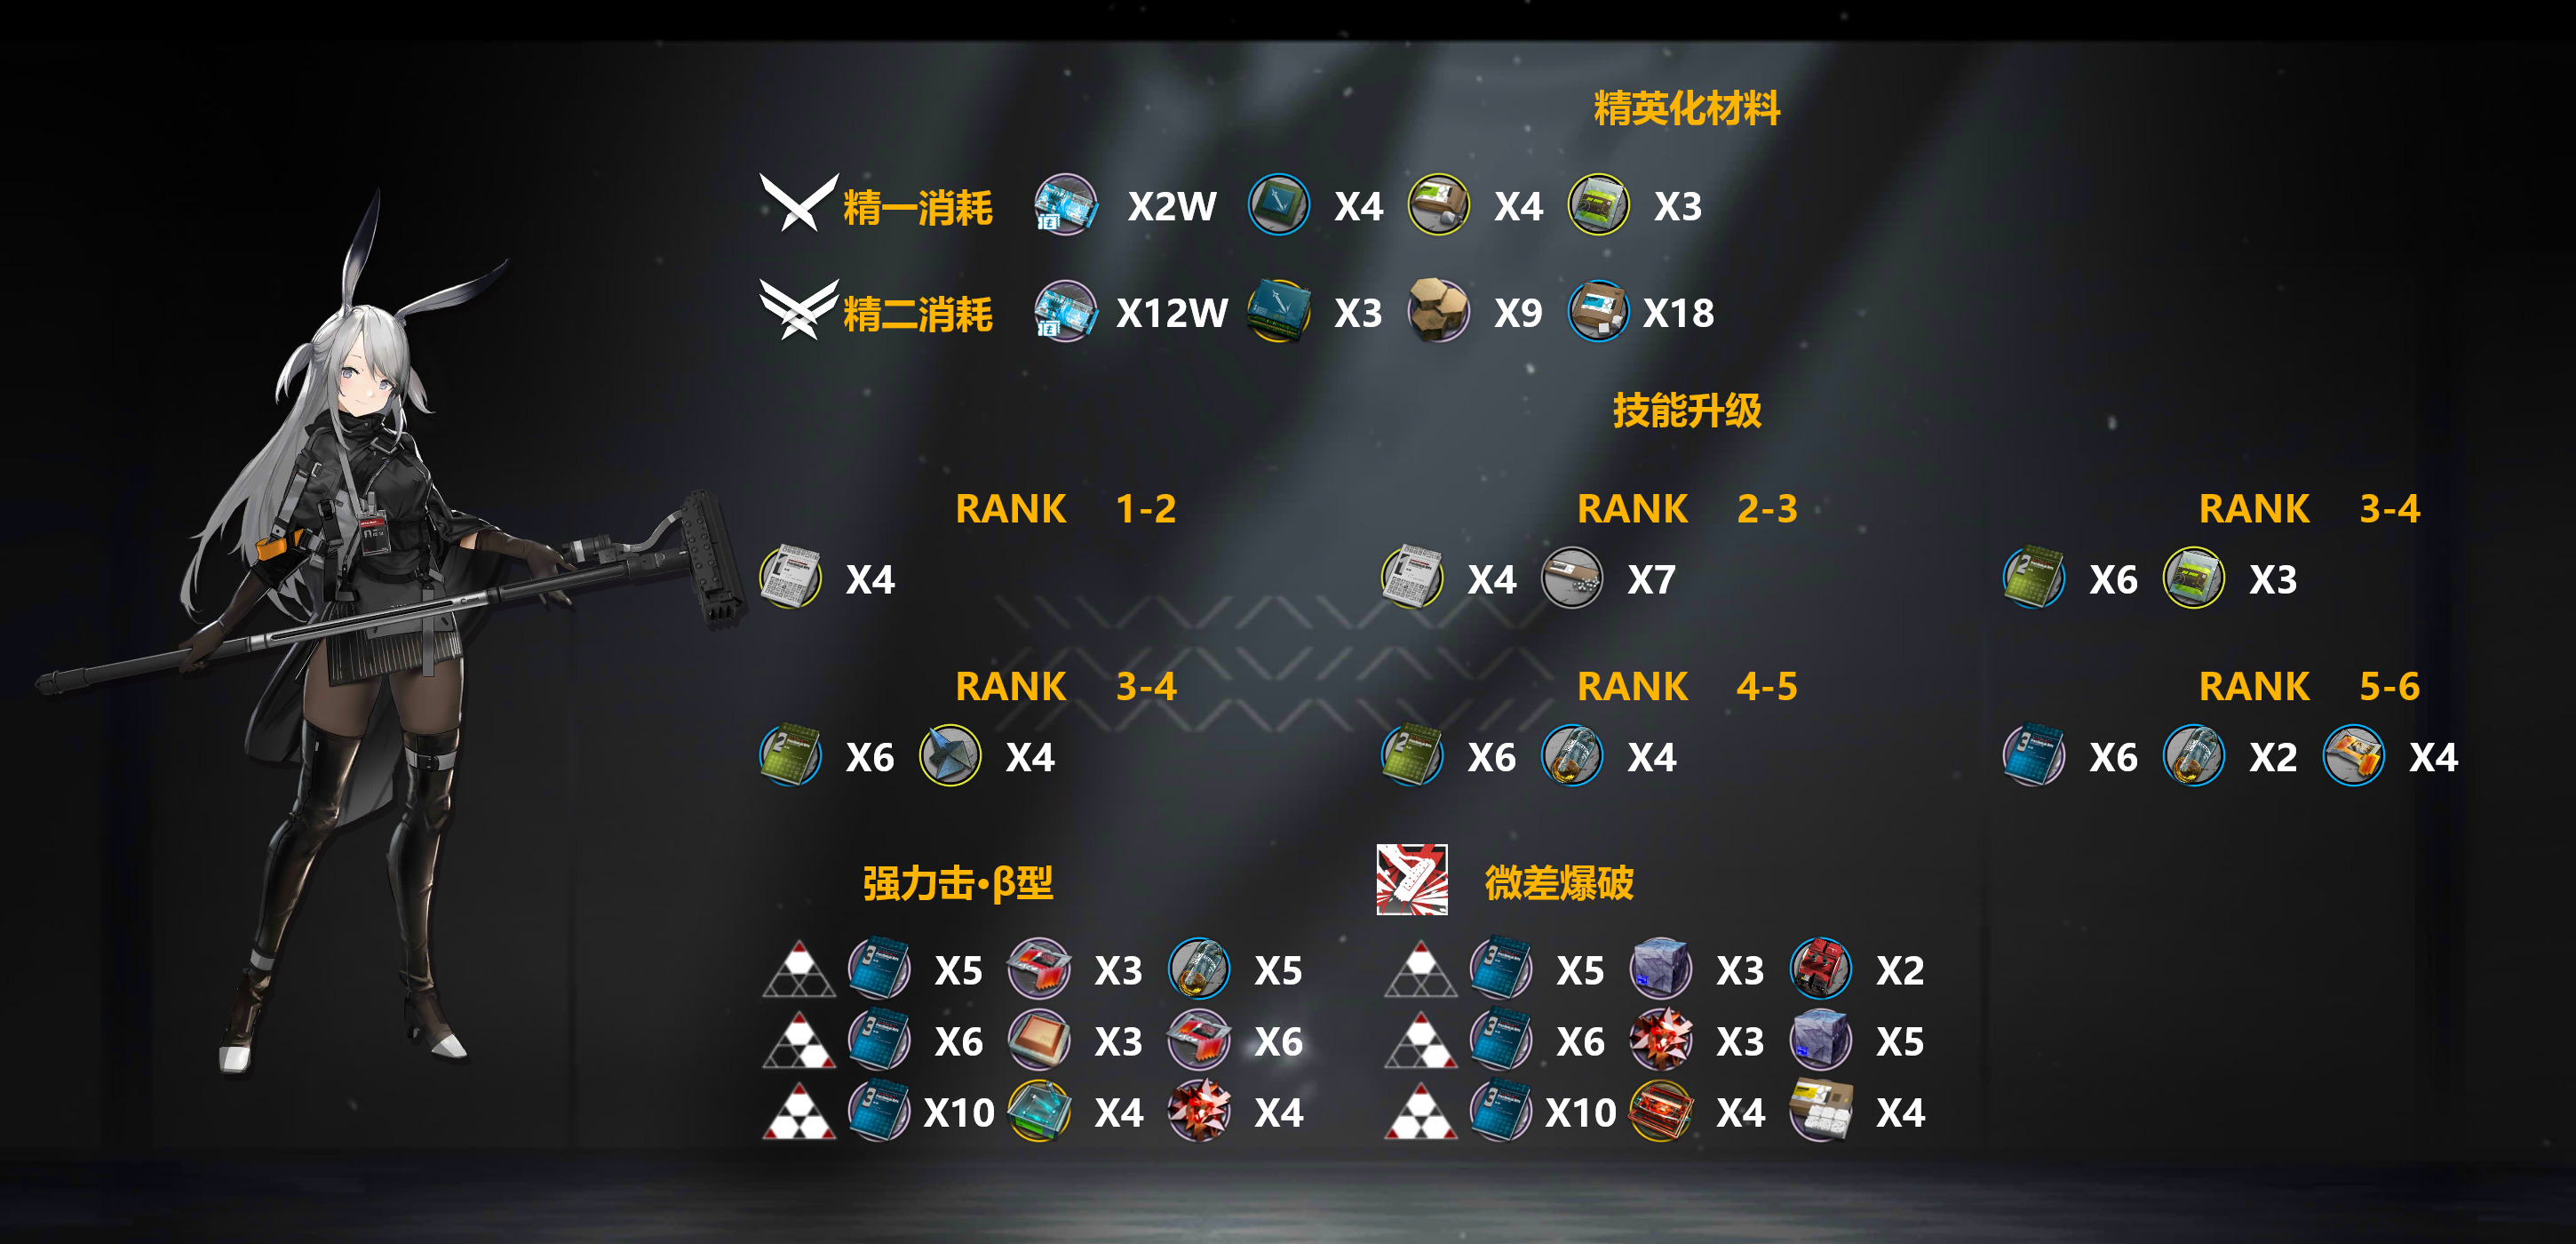 精英化材料
精一消耗 X2W X4 X4 X3
精二消耗 X12W X3 X9 X18
技能升级
RANK 1-2 RANK 2-3 RANK 3-4
X4 X4 X7 X6 X3
RANK 3-4 RANK 4-5 RANK 5-6
X6 X4 X6 X4 X6 X2 X4
强力击·β型 微差爆破
X5 X3 X5 X5 X3 X2
X6 X3 X6 X6 X3 X5
X10 X4 X4 X10 X4 X4